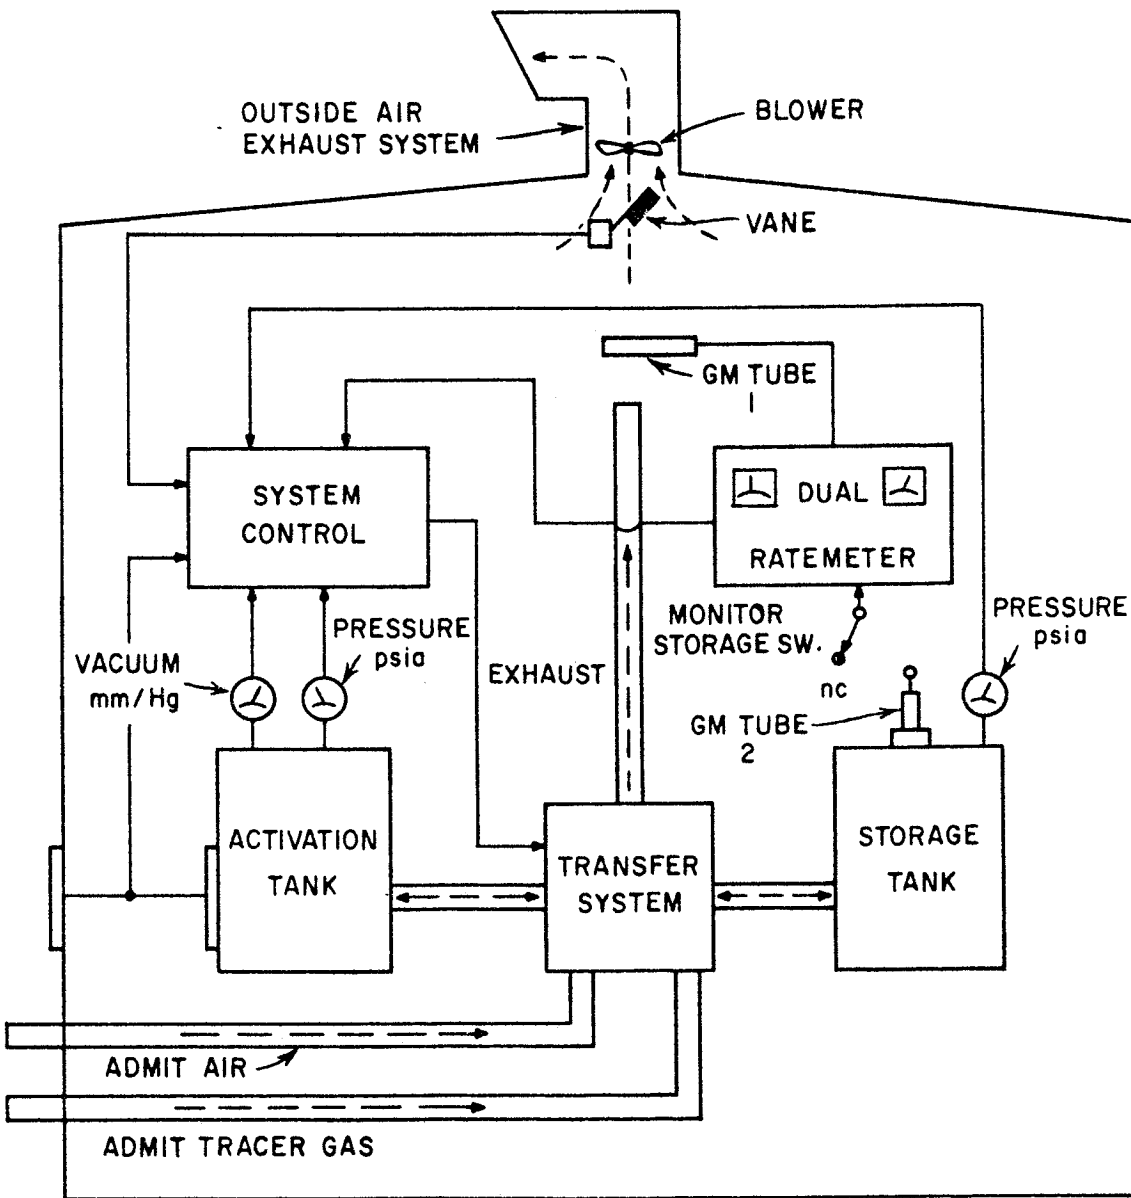 OUTSIDE AIR
EXHAUST SYSTEM
BLOWER
VANE
GM TUBE
1
SYSTEM
CONTROL
DUAL
RATEMETER
MONITOR
STORAGE SW.
nc
PRESSURE
psia
VACUUM
mm/Hg
PRESSURE
psia
EXHAUST
GM TUBE
2
ACTIVATION
TANK
TRANSFER
SYSTEM
STORAGE
TANK
ADMIT AIR
ADMIT TRACER GAS